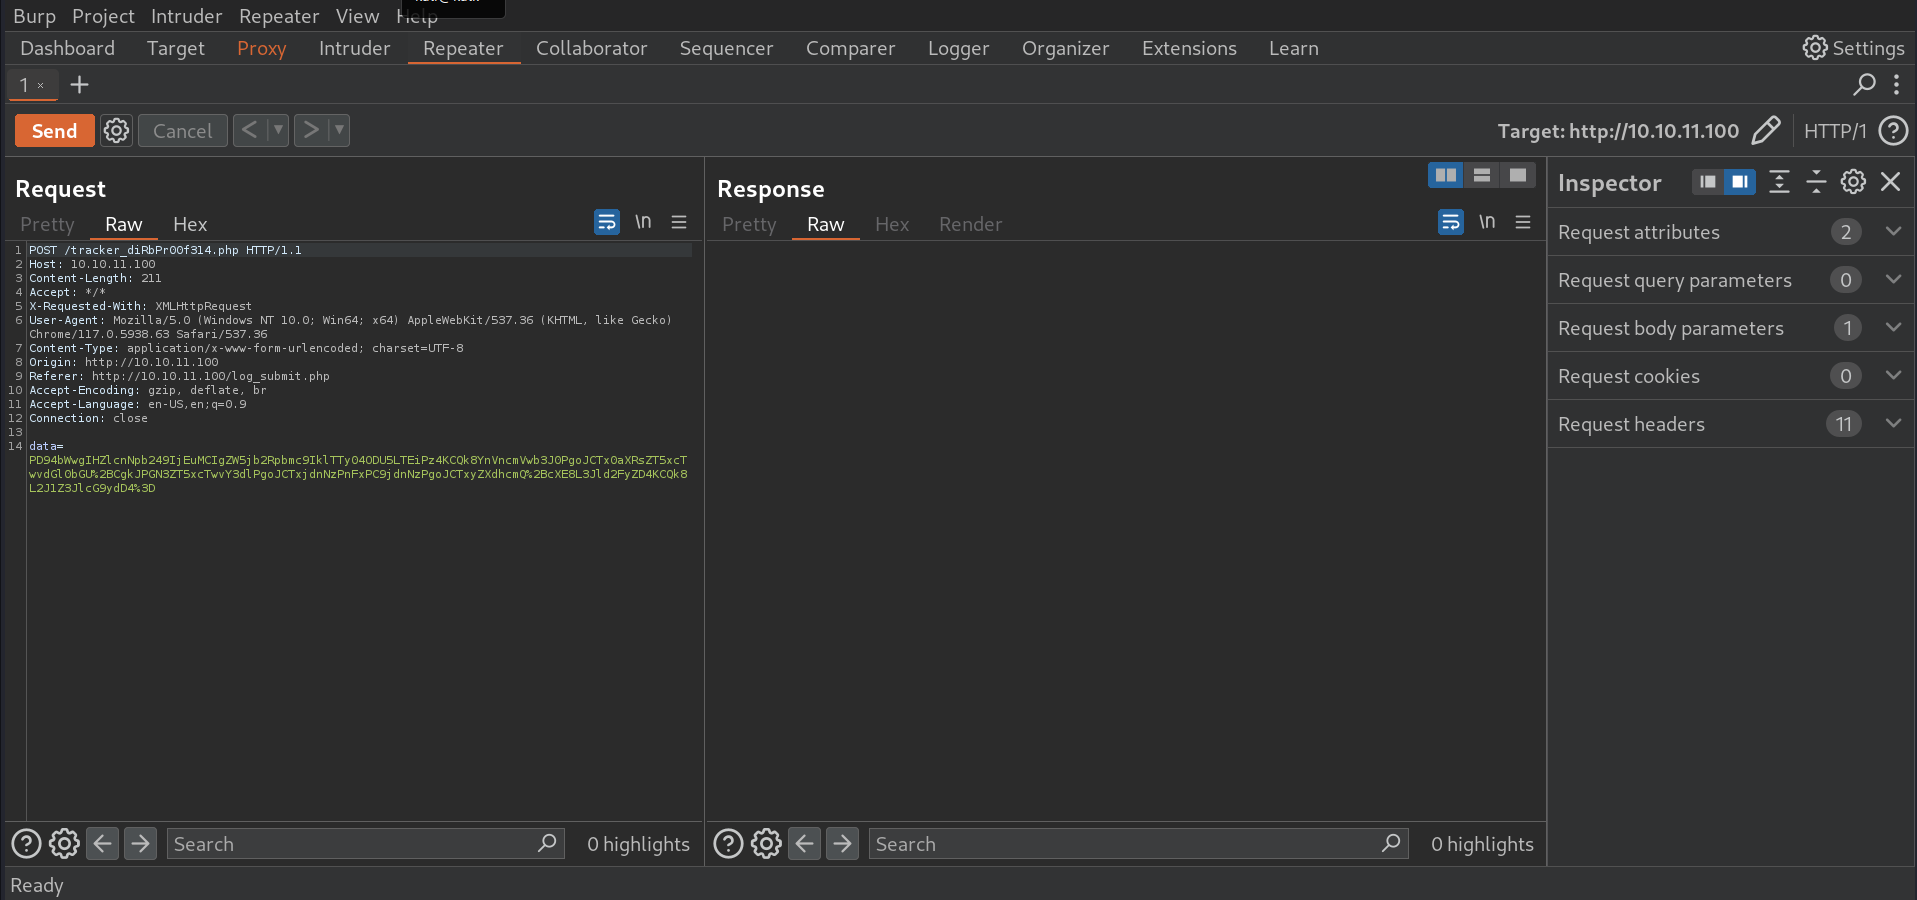 Burp Project Intruder Repeater View Help
Dashboard Target Proxy Intruder Repeater Collaborator Sequencer Comparer Logger Organizer Extensions Learn Settings
1 × +
Send Cancel < > Target: http://10.10.11.100 HTTP/1 ?
Request
Pretty Raw Hex \n
1 POST /tracker_diRbPr00f314.php HTTP/1.1
2 Host: 10.10.11.100
3 Content-Length: 211
4 Accept: */*
5 X-Requested-With: XMLHttpRequest
6 User-Agent: Mozilla/5.0 (Windows NT 10.0; Win64; x64) AppleWebKit/537.36 (KHTML, like Gecko)
Chrome/117.0.5938.63 Safari/537.36
7 Content-Type: application/x-www-form-urlencoded; charset=UTF-8
8 Origin: http://10.10.11.100
9 Referer: http://10.10.11.100/log_submit.php
10 Accept-Encoding: gzip, deflate, br
11 Accept-Language: en-US,en;q=0.9
12 Connection: close
13
14 data=
PD94bWwgIHZlcnNpb249IjEuMCIgZW5jb2Rpbmc9IklTTy04ODU5LTEiPz4KCQk8YnVncmVwb3J0PgoJCTx0aXRsZT5xcT
wvdGl0bGU%2BCgkJPGN3ZT5xcTwvY3dlPgoJCTxjdnNzPnFxPC9jdnNzPgoJCTxyZXdhcmQ%2BcXE8L3Jld2FyZD4KCQk8
L2J1Z3JlcG9ydD4%3D
Search 0 highlights
Response
Pretty Raw Hex Render \n
Search 0 highlights
Inspector
Request attributes 2
Request query parameters 0
Request body parameters 1
Request cookies 0
Request headers 11
Ready